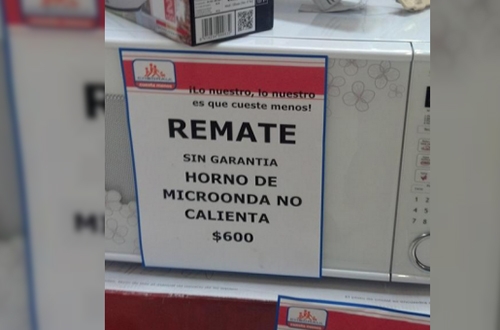 ¡Lo nuestro, lo nuestro
es que cueste menos!
REMATE
SIN GARANTIA
HORNO DE
MICROONDA NO
CALIENTA
$600